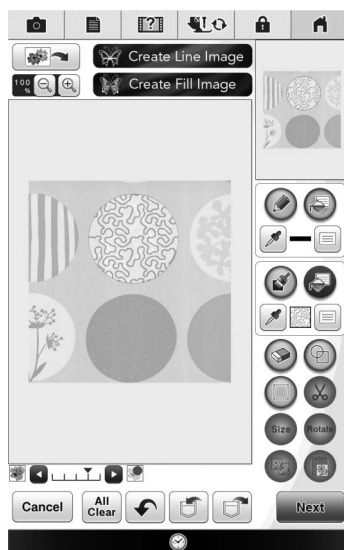 Create Line Image
100
%
Create Fill Image
Size
Rotate
Cancel
All
Clear
Next